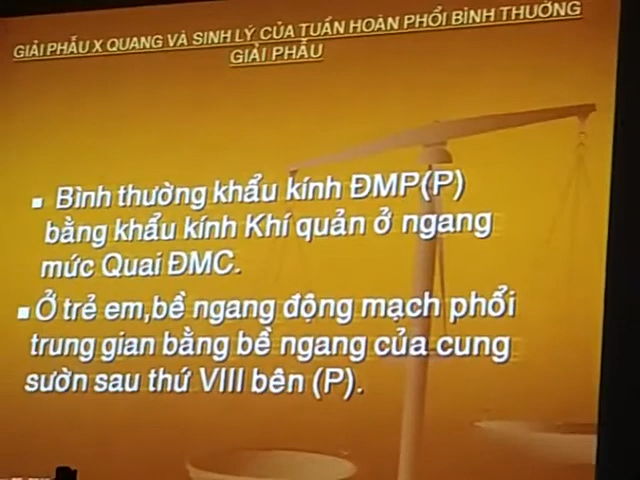 GIẢI PHẪU X QUANG VÀ SINH LÝ CỦA TUẦN HOÀN PHỔI BÌNH THƯỜNG
GIẢI PHẪU
▪ Bình thường khẩu kính ĐMP(P)
bằng khẩu kính Khí quản ở ngang
mức Quai ĐMC.
▪ Ở trẻ em,bề ngang động mạch phổi
trung gian bằng bề ngang của cung
sườn sau thứ VIII bên (P).